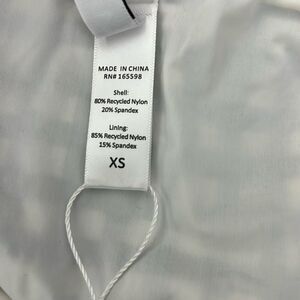 MADE IN CHINA
RN# 165598
Shell:
80% Recycled Nylon
20% Spandex
Lining:
85% Recycled Nylon
15% Spandex
XS